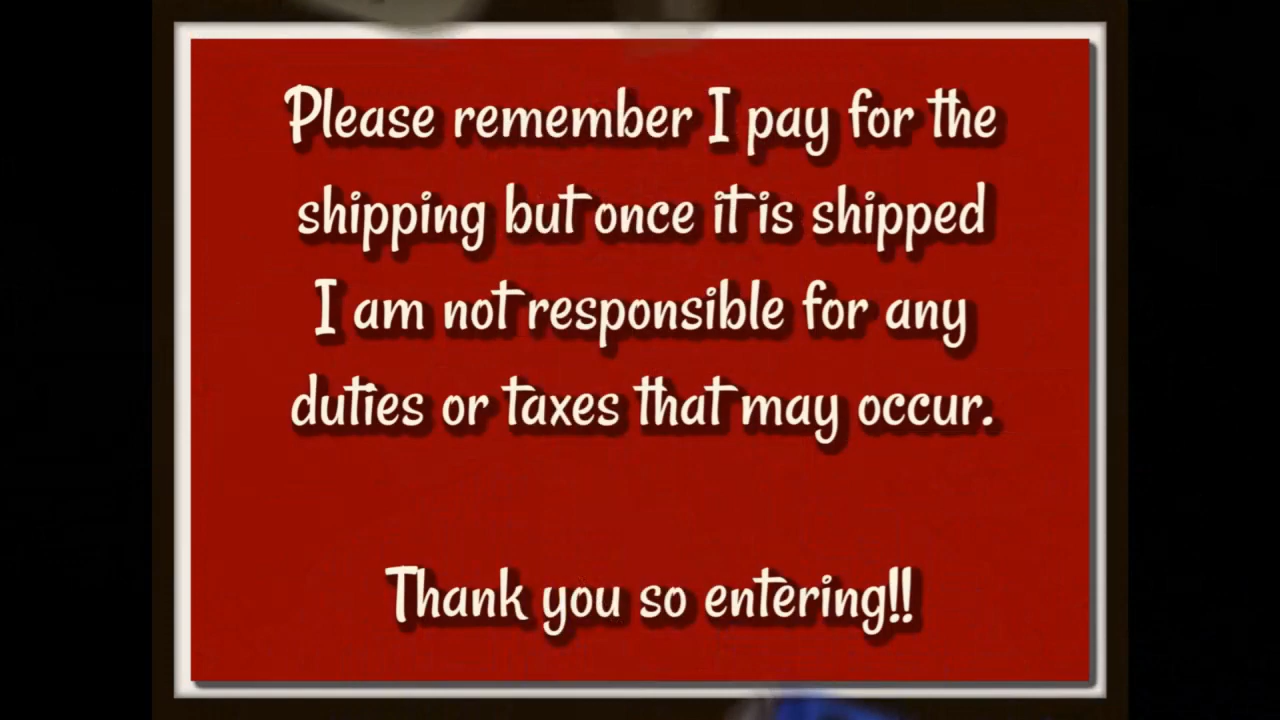 Please remember I pay for the
shipping but once it is shipped
I am not responsible for any
duties or taxes that may occur.
Thank you so entering!!